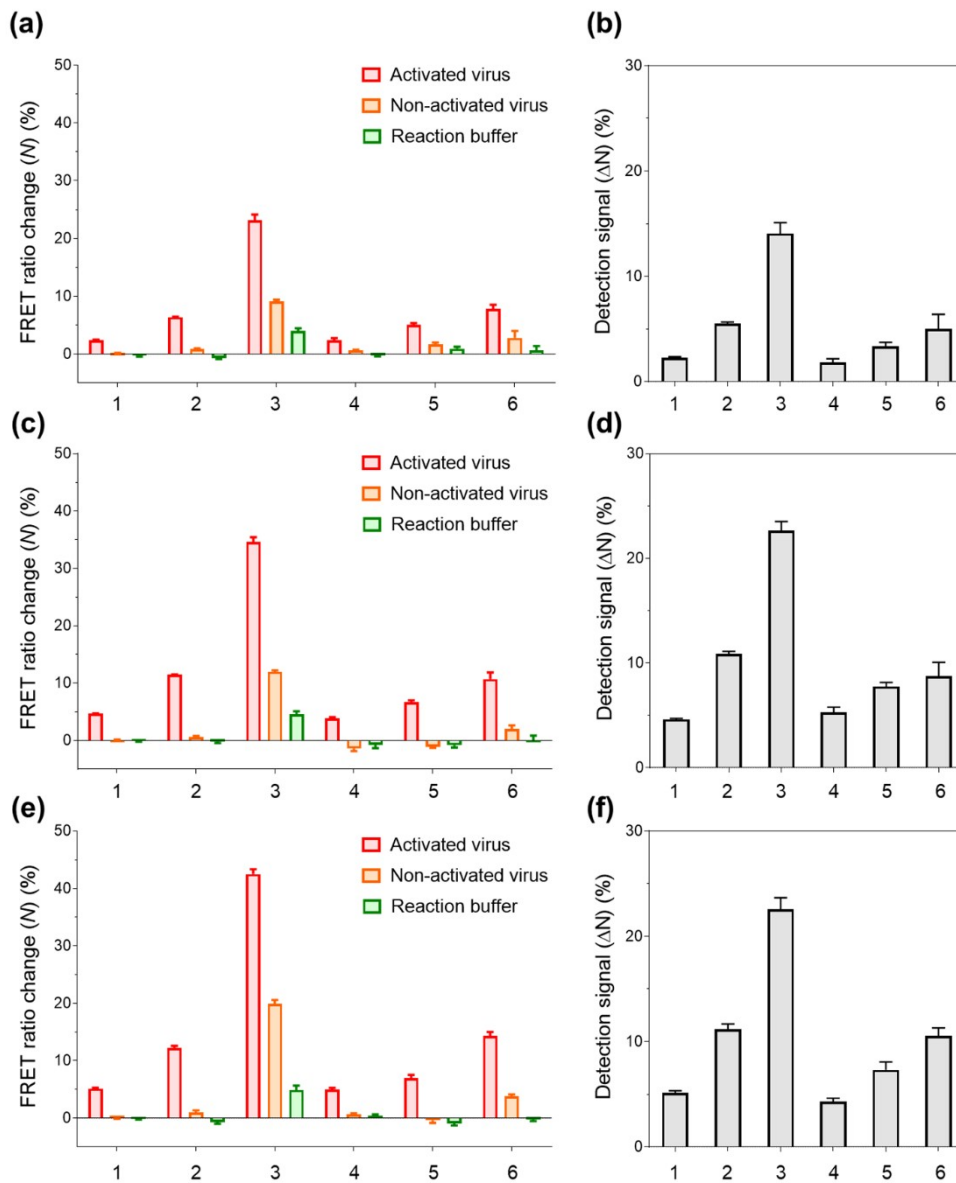 (a)
FRET ratio change (N) (%)
50
40
30
20
10
0
Activated virus
Non-activated virus
Reaction buffer
1 2 3 4 5 6
(b)
Detection signal (ΔN) (%)
30
20
10
0
1 2 3 4 5 6
(c)
FRET ratio change (N) (%)
50
40
30
20
10
0
Activated virus
Non-activated virus
Reaction buffer
1 2 3 4 5 6
(d)
Detection signal (ΔN) (%)
30
20
10
0
1 2 3 4 5 6
(e)
FRET ratio change (N) (%)
50
40
30
20
10
0
Activated virus
Non-activated virus
Reaction buffer
1 2 3 4 5 6
(f)
Detection signal (ΔN) (%)
30
20
10
0
1 2 3 4 5 6